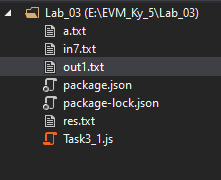 Lab_03 (E:\EVM_Ky_5\Lab_03)
a.txt
in7.txt
out1.txt
package.json
package-lock.json
res.txt
Task3_1.js